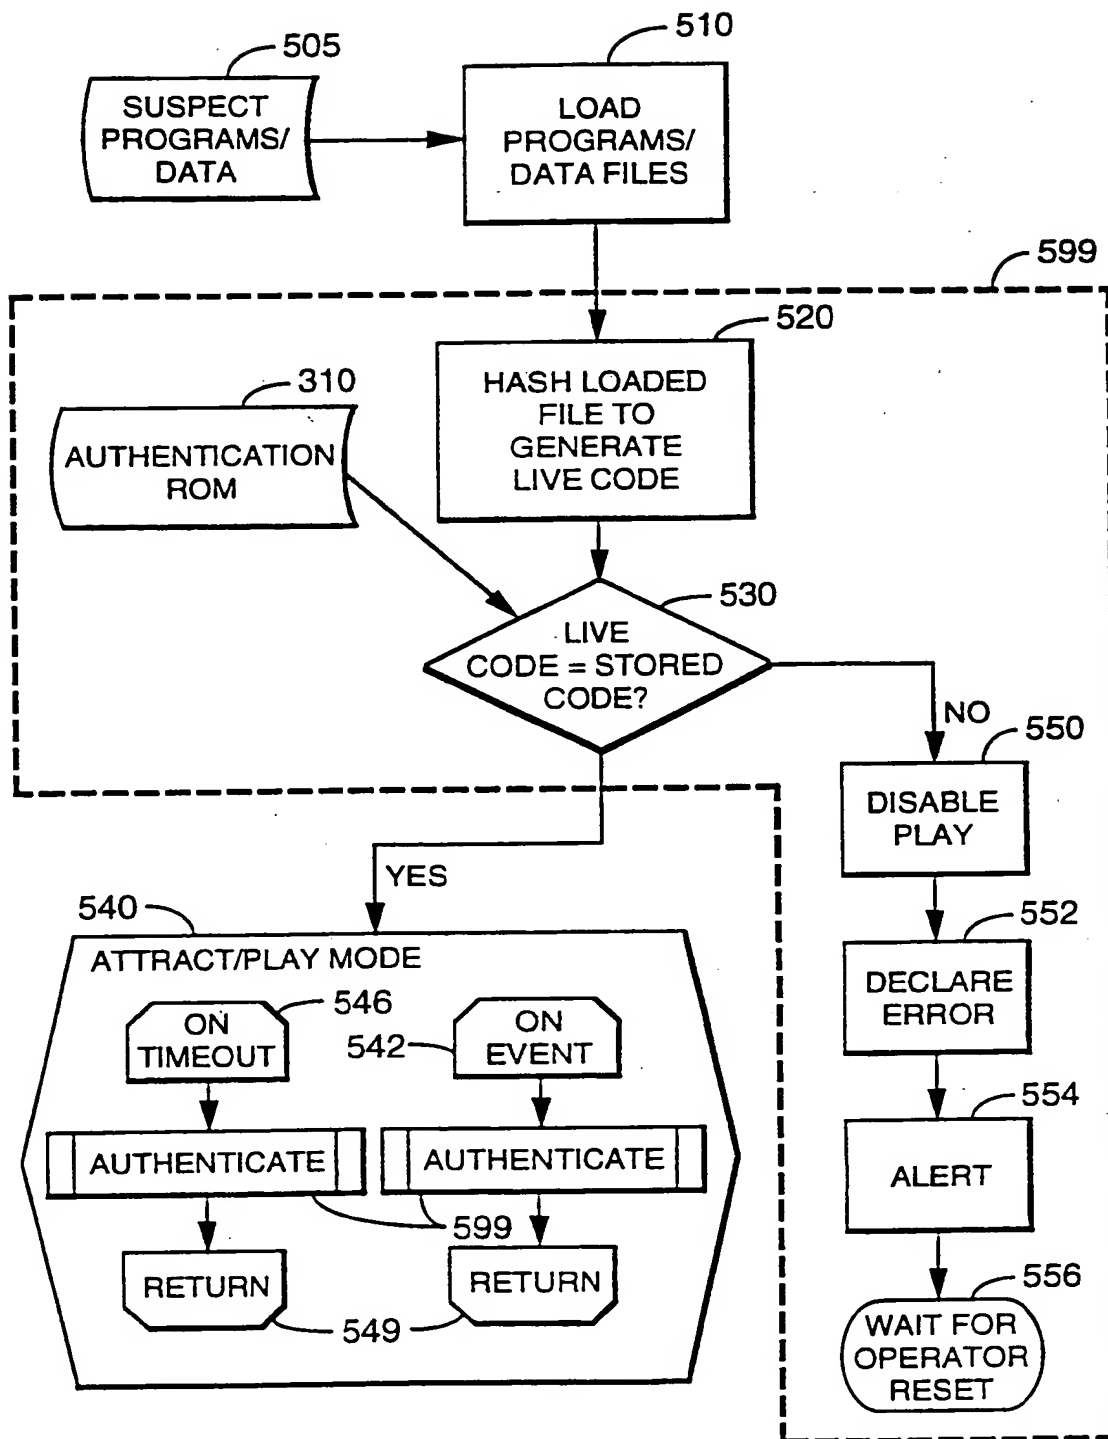 505
SUSPECT
PROGRAMS/
DATA
510
LOAD
PROGRAMS/
DATA FILES
599
520
HASH LOADED
FILE TO
GENERATE
LIVE CODE
310
AUTHENTICATION
ROM
530
LIVE
CODE = STORED
CODE?
NO
550
DISABLE
PLAY
YES
540
ATTRACT/PLAY MODE
546
ON
TIMEOUT
542
ON
EVENT
AUTHENTICATE
AUTHENTICATE
599
RETURN
RETURN
549
552
DECLARE
ERROR
554
ALERT
556
WAIT FOR
OPERATOR
RESET